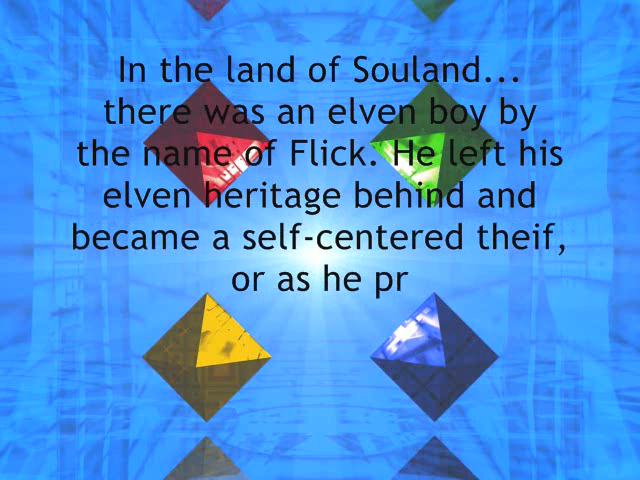 In the land of Souland...
there was an elven boy by
the name of Flick. He left his
elven heritage behind and
became a self-centered theif,
or as he pr